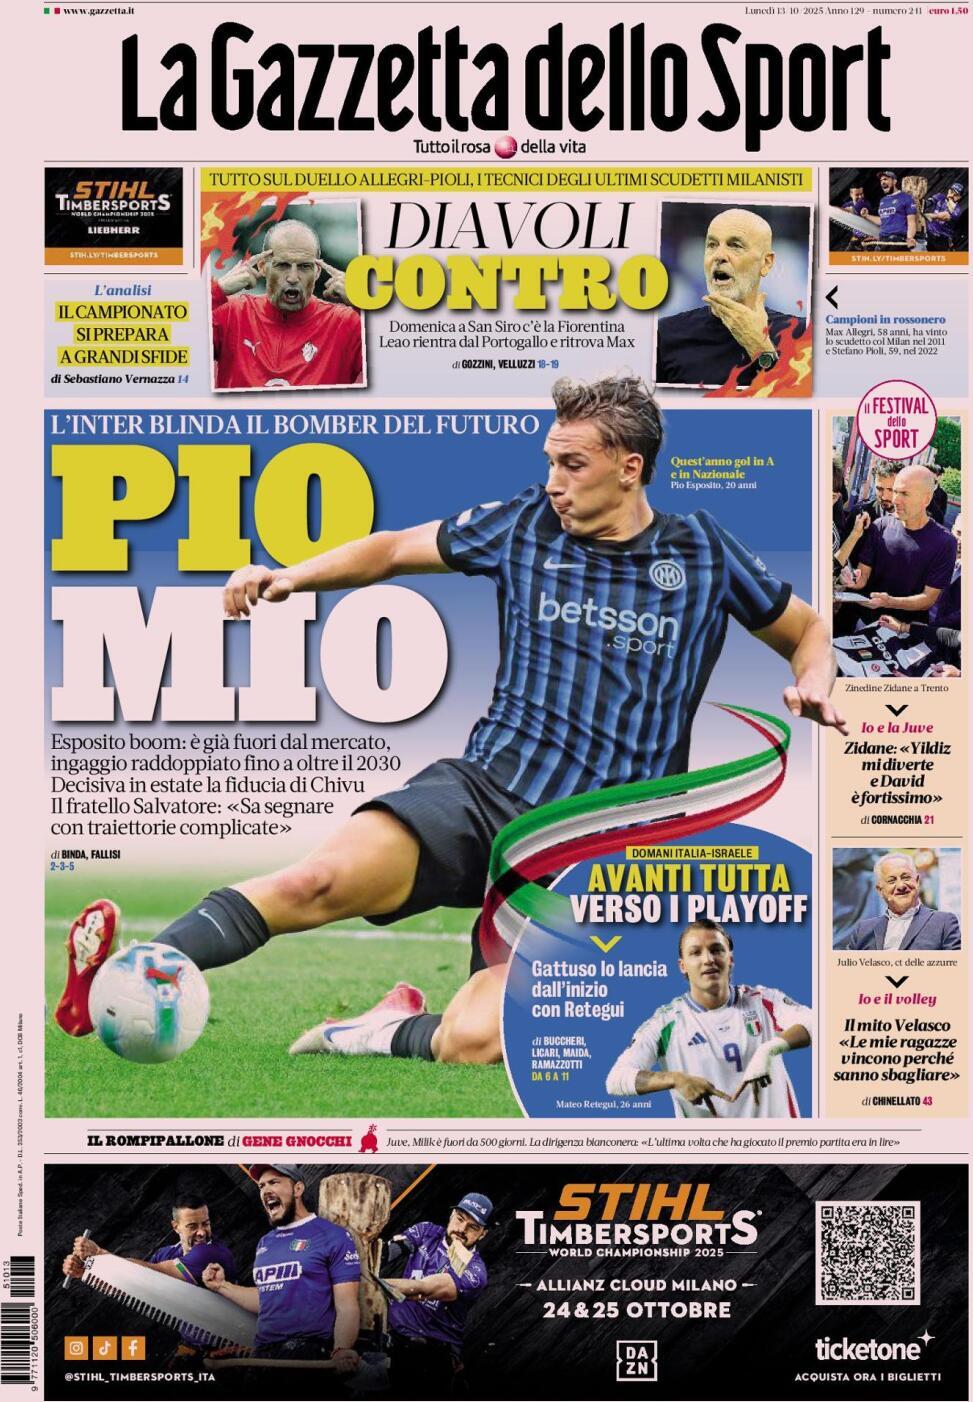 www.gazzetta.it
Lunedì 13-10-2025 Anno 129 - numero 241 euro 1,50
La Gazzetta dello Sport
Tutto il rosa della vita
STIHL
TIMBERSPORTS
WORLD CHAMPIONSHIP 2025
LIEBHERR
STIH.LY/TIMBERSPORTS
L'analisi
IL CAMPIONATO
SI PREPARA
A GRANDI SFIDE
di Sebastiano Vernazza 14
TUTTO SUL DUELLO ALLEGRI-PIOLI, I TECNICI DEGLI ULTIMI SCUDETTI MILANISTI
DIAVOLI
CONTRO
Domenica a San Siro c'è la Fiorentina
Leao rientra dal Portogallo e ritrova Max
di GOZZINI, VELLUZZI 18-19
STIH.LY/TIMBERSPORTS
Campioni in rossonero
Max Allegri, 58 anni, ha vinto
lo scudetto col Milan nel 2011
e Stefano Pioli, 59, nel 2022
L'INTER BLINDA IL BOMBER DEL FUTURO
PIO
MIO
Esposito boom: è già fuori dal mercato,
ingaggio raddoppiato fino a oltre il 2030
Decisiva in estate la fiducia di Chivu
Il fratello Salvatore: «Sa segnare
con traiettorie complicate»
di BINDA, FALLISI
2-3-5
Quest'anno gol in A
e in Nazionale
Pio Esposito, 20 anni
betsson
.sport
DOMANI ITALIA-ISRAELE
AVANTI TUTTA
VERSO I PLAYOFF
Gattuso lo lancia
dall'inizio
con Retegui
di BUCCHERI,
LICARI, MAIDA,
RAMAZZOTTI
DA 6 A 11
9
Mateo Retegui, 26 anni
il FESTIVAL
dello
SPORT
Zinedine Zidane a Trento
Io e la Juve
Zidane: «Yildiz
mi diverte
e David
è fortissimo»
di CORNACCHIA 21
Julio Velasco, ct delle azzurre
Io e il volley
Il mito Velasco
«Le mie ragazze
vincono perché
sanno sbagliare»
di CHINELLATO 43
IL ROMPIPALLONE di GENE GNOCCHI
Juve, Milik è fuori da 500 giorni. La dirigenza bianconera: «L'ultima volta che ha giocato il premio partita era in lire»
STIHL
TIMBERSPORTS
WORLD CHAMPIONSHIP 2025
ALLIANZ CLOUD MILANO
24 & 25 OTTOBRE
DAZN
ticketone
ACQUISTA ORA I BIGLIETTI
@STIHL_TIMBERSPORTS_ITA
Poste Italiane Sped. in A.P. - D.L. 353/2003 conv. L. 46/2004 art. 1, c1, DCB Milano
51013
9 771120 506000